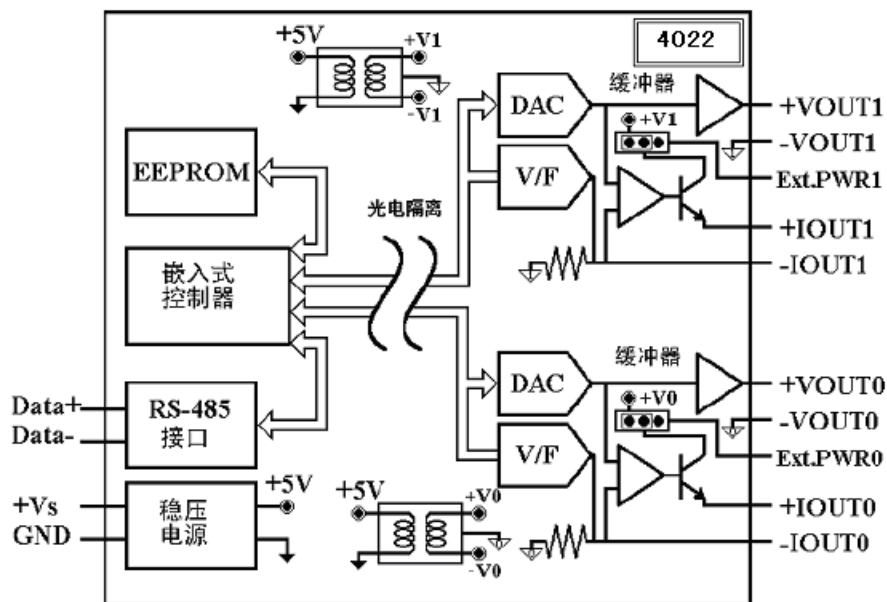 4022
+5V
+V1
-V1
缓冲器
DAC
+VOUT1
+V1
-VOUT1
EEPROM
V/F
Ext.PWR1
光电隔离
+IOUT1
嵌入式
控制器
-IOUT1
缓冲器
DAC
+VOUT0
Data+
RS-485
接口
+V0
-VOUT0
Data-
V/F
Ext.PWR0
+Vs
稳压
电源
+5V
+5V
+V0
+IOUT0
GND
-V0
-IOUT0